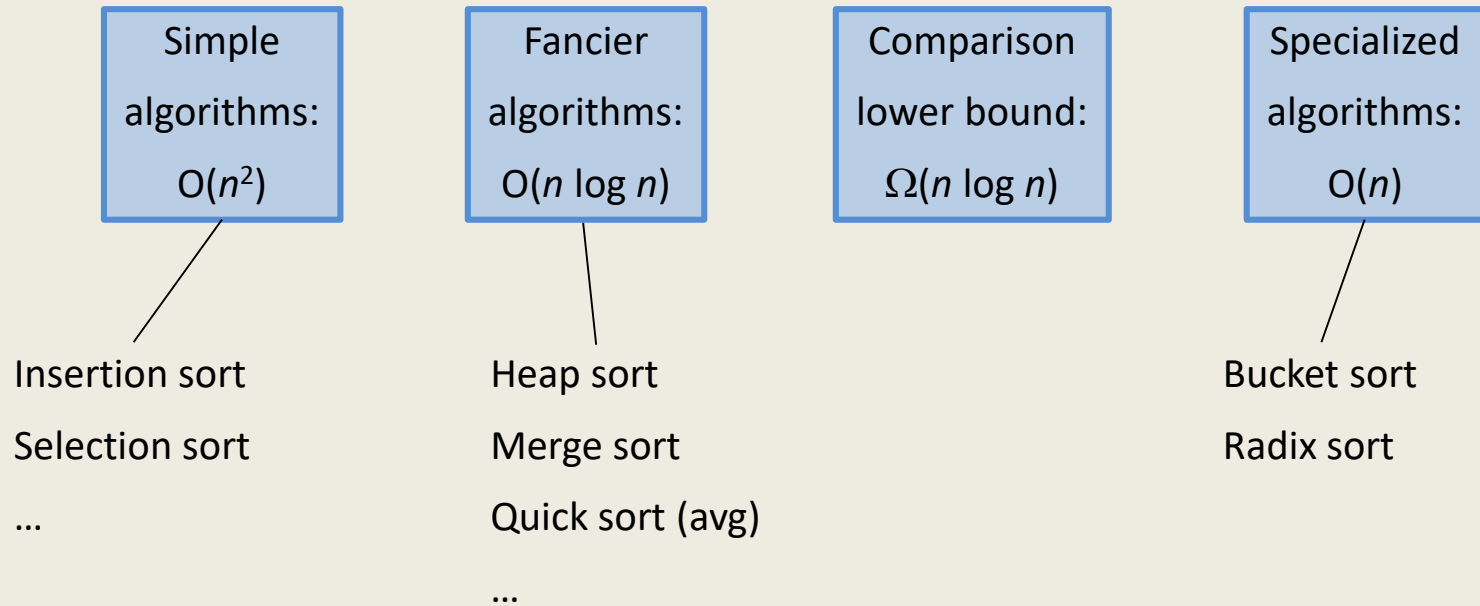 Simple
algorithms:
O(n²)
Fancier
algorithms:
O(n log n)
Comparison
lower bound:
Ω(n log n)
Specialized
algorithms:
O(n)
Insertion sort
Selection sort
…
Heap sort
Merge sort
Quick sort (avg)
…
Bucket sort
Radix sort